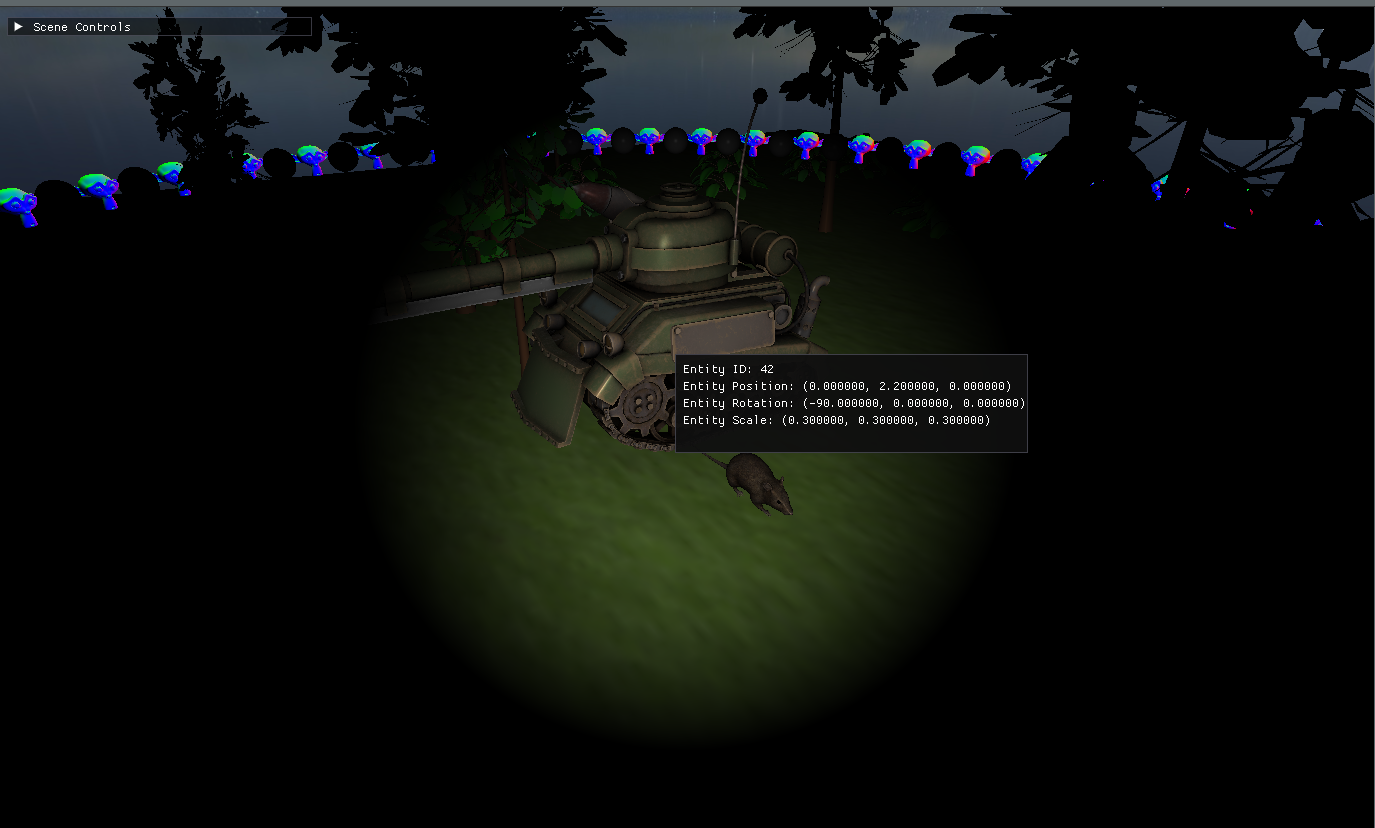 Scene Controls
Entity ID: 42
Entity Position: (0.000000, 2.200000, 0.000000)
Entity Rotation: (-90.000000, 0.000000, 0.000000)
Entity Scale: (0.300000, 0.300000, 0.300000)